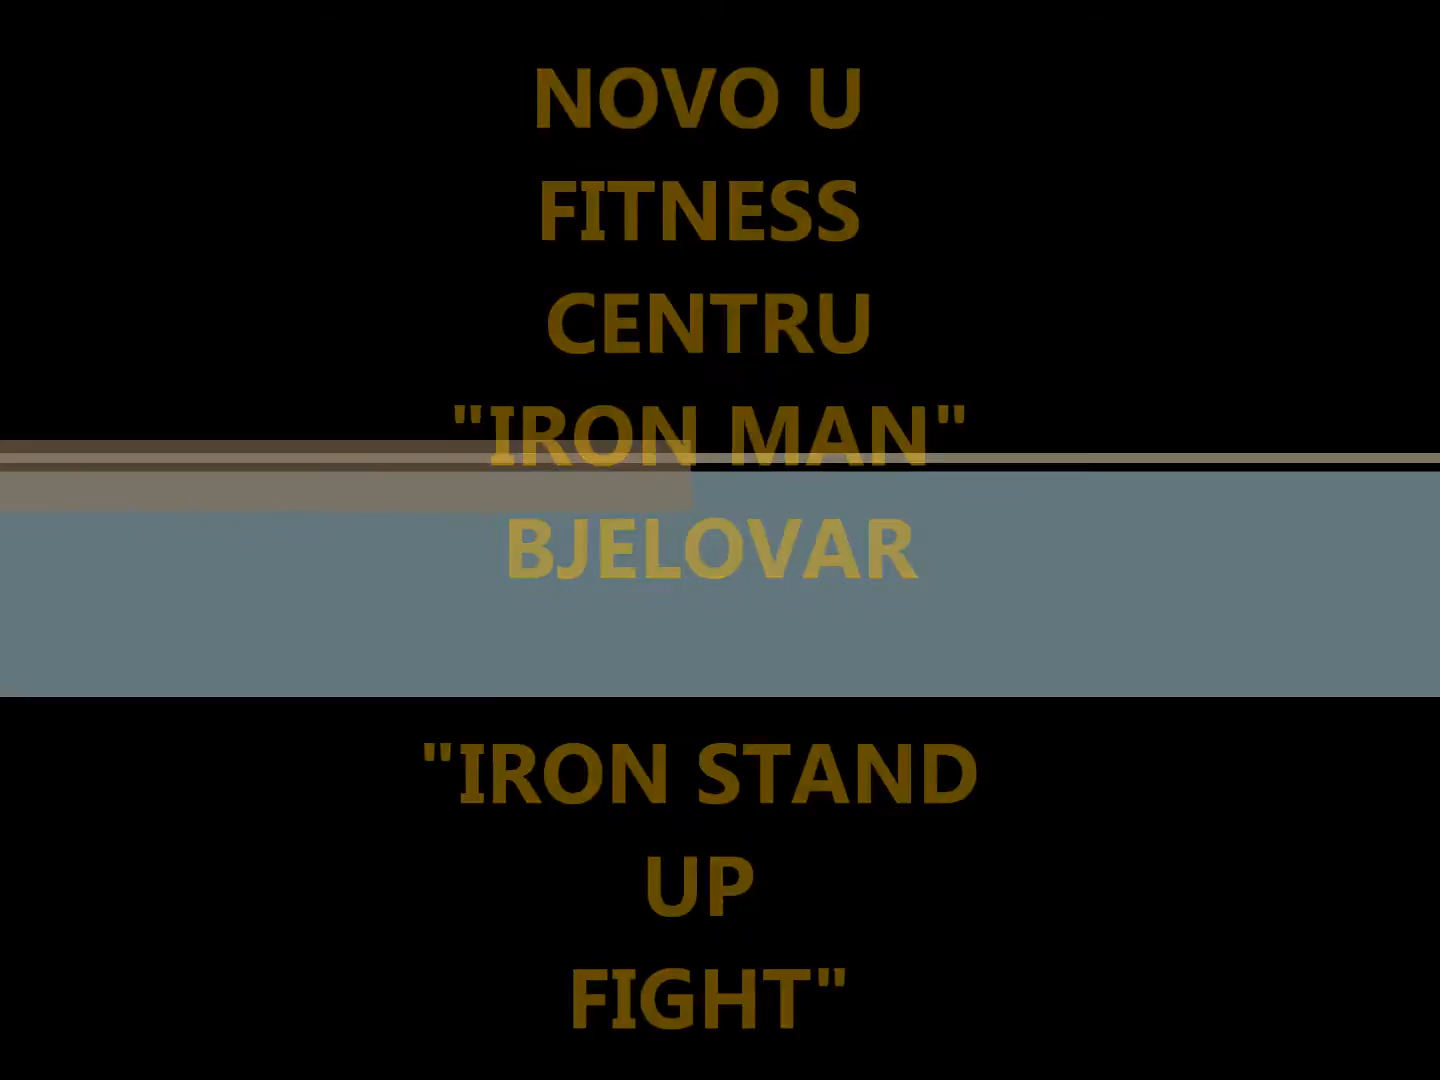 NOVO U
FITNESS
CENTRU
"IRON MAN"
BJELOVAR
"IRON STAND
UP
FIGHT"